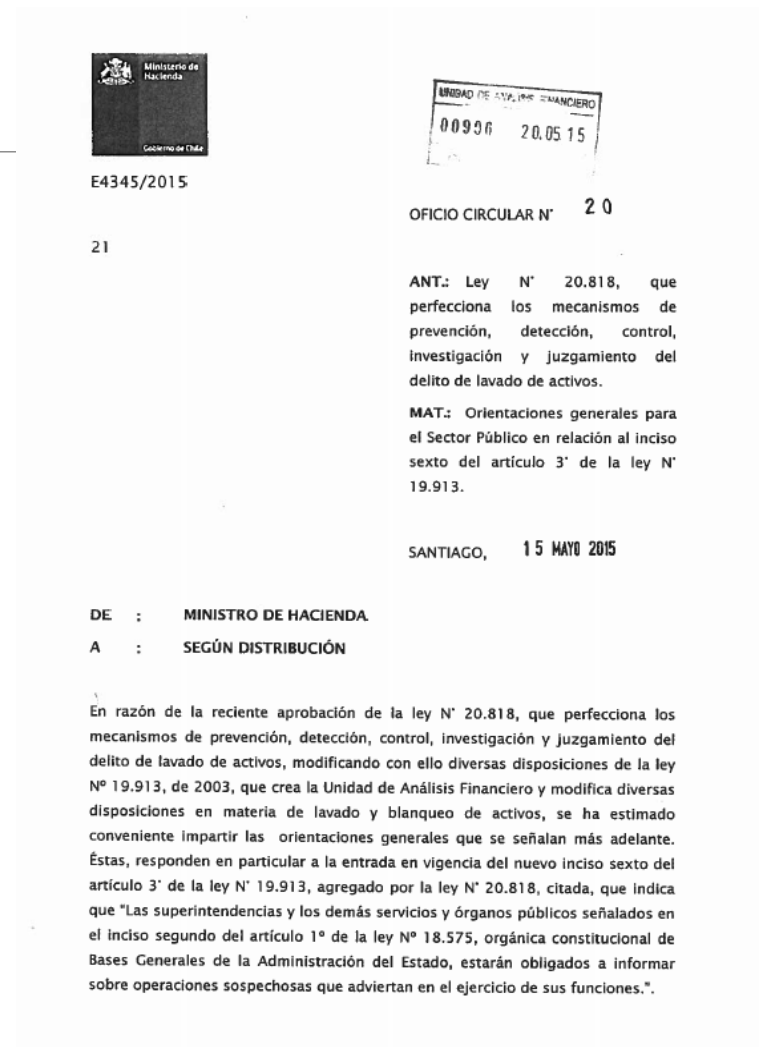 Ministerio de
Hacienda
Gobierno de Chile
UNIDAD DE ANALISIS FINANCIERO
00996 20.05.15
E4345/2015
OFICIO CIRCULAR N° 20
21
ANT.: Ley N° 20.818, que
perfecciona los mecanismos de
prevención, detección, control,
investigación y juzgamiento del
delito de lavado de activos.
MAT.: Orientaciones generales para
el Sector Público en relación al inciso
sexto del artículo 3° de la ley N°
19.913.
SANTIAGO, 15 MAYO 2015
DE : MINISTRO DE HACIENDA
A : SEGÚN DISTRIBUCIÓN
En razón de la reciente aprobación de la ley N° 20.818, que perfecciona los
mecanismos de prevención, detección, control, investigación y juzgamiento del
delito de lavado de activos, modificando con ello diversas disposiciones de la ley
Nº 19.913, de 2003, que crea la Unidad de Análisis Financiero y modifica diversas
disposiciones en materia de lavado y blanqueo de activos, se ha estimado
conveniente impartir las orientaciones generales que se señalan más adelante.
Éstas, responden en particular a la entrada en vigencia del nuevo inciso sexto del
artículo 3° de la ley N° 19.913, agregado por la ley N° 20.818, citada, que indica
que "Las superintendencias y los demás servicios y órganos públicos señalados en
el inciso segundo del artículo 1º de la ley Nº 18.575, orgánica constitucional de
Bases Generales de la Administración del Estado, estarán obligados a informar
sobre operaciones sospechosas que adviertan en el ejercicio de sus funciones.".